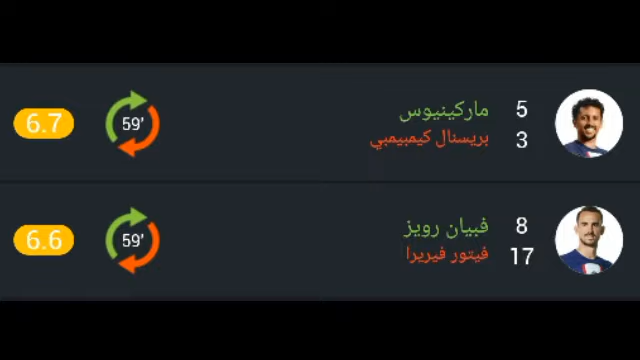 5 ماركينيوس 59’ 6.7
3 بريسنال كيمبيمبي
8 فبيان رويز 59’ 6.6
17 فيتور فيريرا